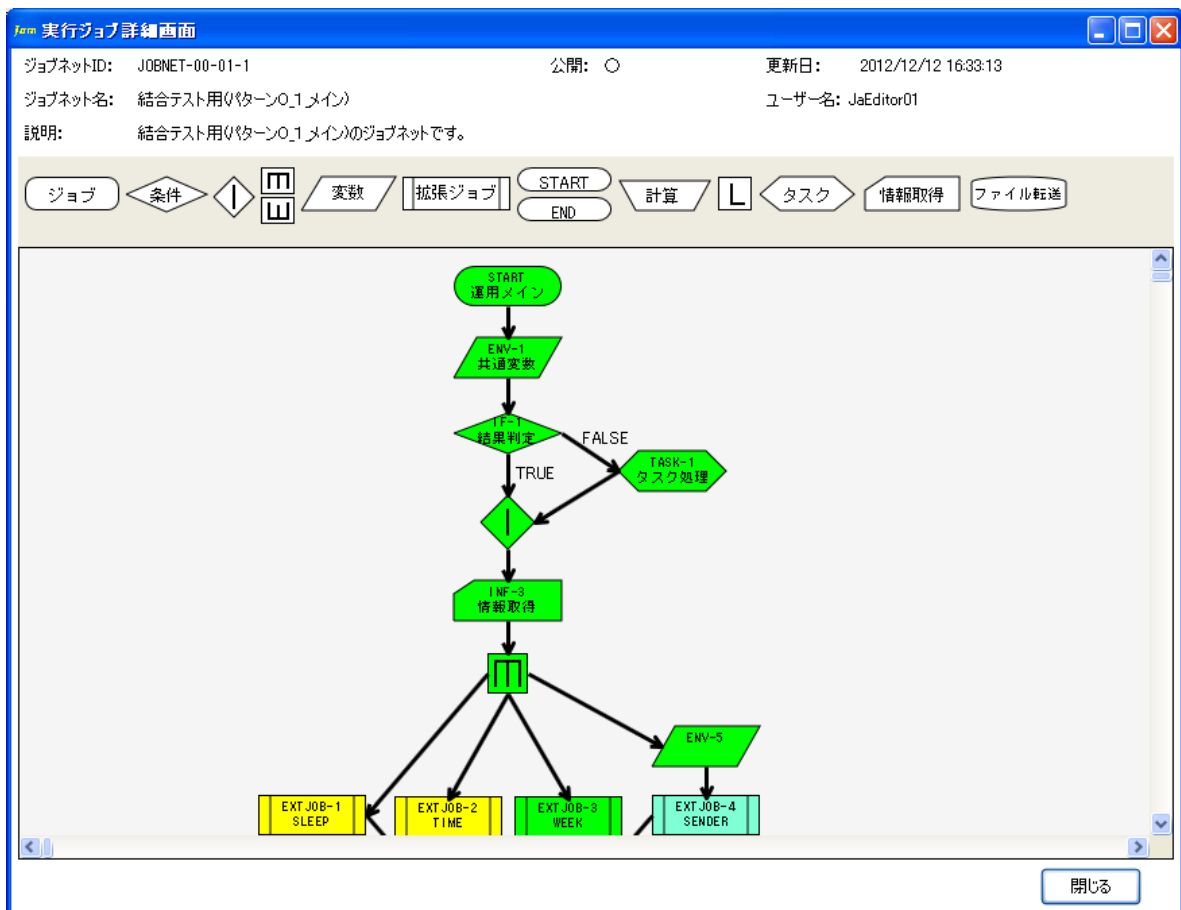 Jam 実行ジョブ詳細画面
ジョブネットID: JOBNET-00-01-1 公開: ○ 更新日: 2012/12/12 16:33:13
ジョブネット名: 結合テスト用(パターン0_1_メイン) ユーザー名: JaEditor01
説明: 結合テスト用(パターン0_1_メイン)のジョブネットです。
ジョブ 条件 変数 拡張ジョブ START 計算 L タスク 情報取得 ファイル転送
END
START
運用メイン
ENV-1
共通変数
IF-1
結果判定
FALSE
TASK-1
タスク処理
TRUE
INF-3
情報取得
ENV-5
EXTJOB-1 EXTJOB-2 EXTJOB-3 EXTJOB-4
SLEEP TIME WEEK SENDER
閉じる